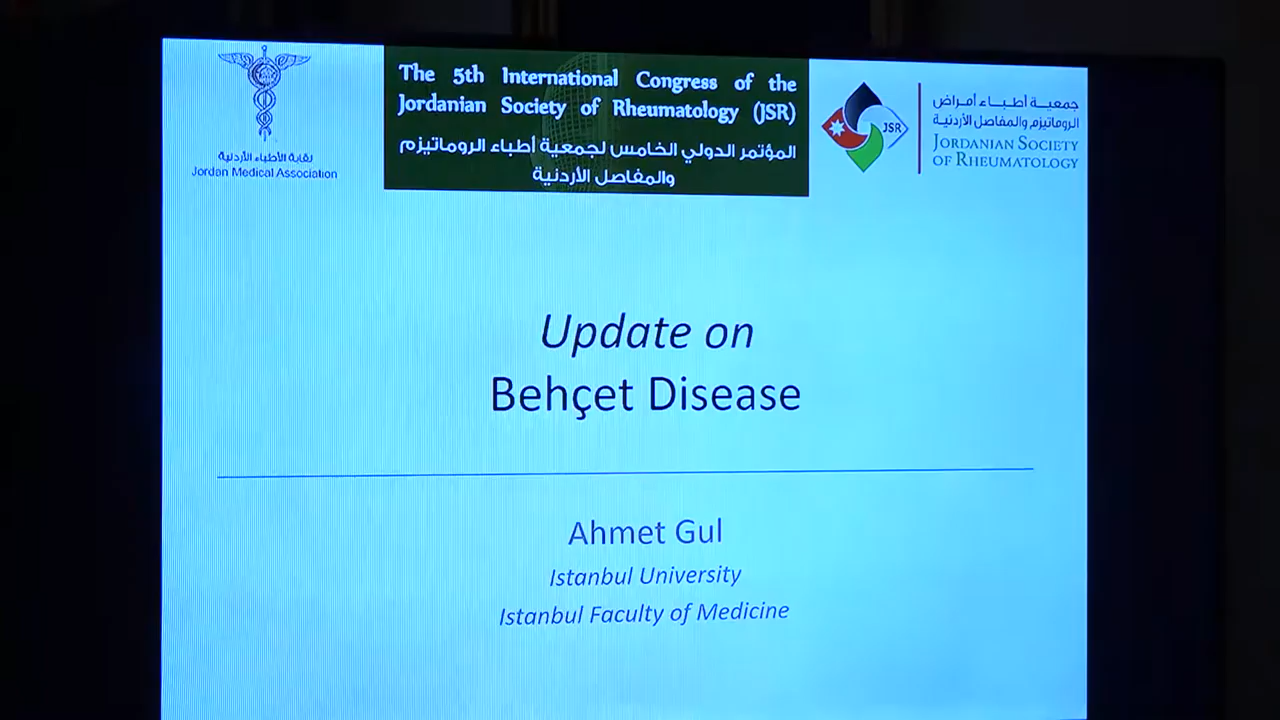 نقابة الأطباء الأردنية
Jordan Medical Association
The 5th International Congress of the
Jordanian Society of Rheumatology (JSR)
المؤتمر الدولي الخامس لجمعية أطباء الروماتيزم
والمفاصل الأردنية
JSR
جمعية أطباء أمراض
الروماتيزم والمفاصل الأردنية
JORDANIAN SOCIETY
OF RHEUMATOLOGY
Update on
Behçet Disease
Ahmet Gul
Istanbul University
Istanbul Faculty of Medicine